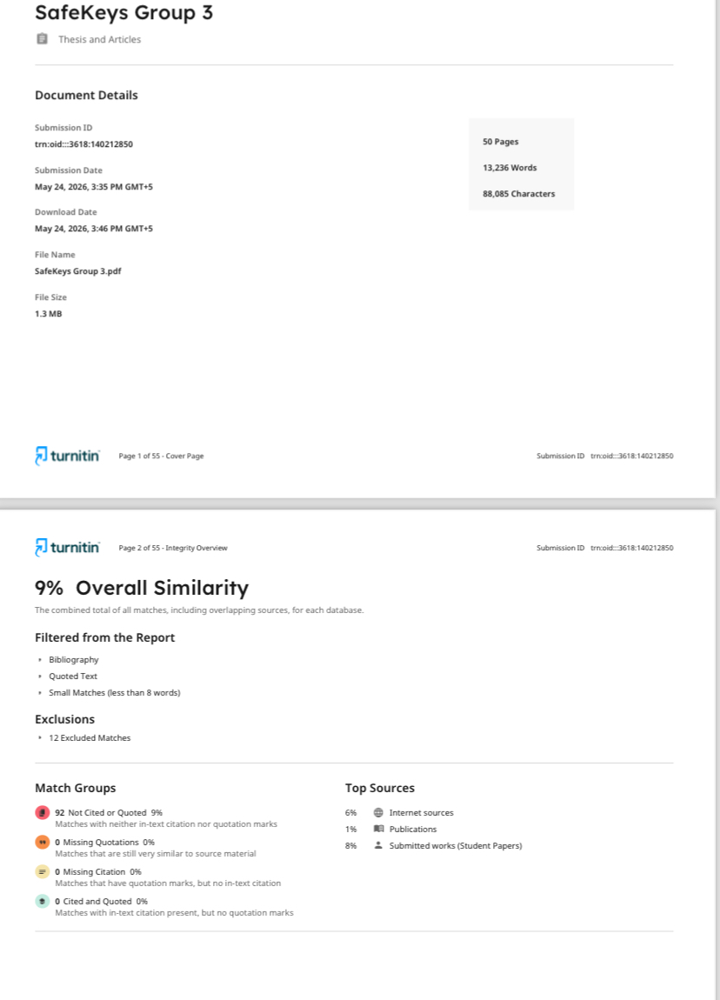 SafeKeys Group 3
Thesis and Articles
Document Details
Submission ID
trn:oid:::3618:140212850
Submission Date
May 24, 2026, 3:35 PM GMT+5
Download Date
May 24, 2026, 3:46 PM GMT+5
File Name
SafeKeys Group 3.pdf
File Size
1.3 MB
50 Pages
13,236 Words
88,085 Characters
turnitin Page 1 of 55 - Cover Page Submission ID trn:oid:::3618:140212850
turnitin Page 2 of 55 - Integrity Overview Submission ID trn:oid:::3618:140212850
9% Overall Similarity
The combined total of all matches, including overlapping sources, for each database.
Filtered from the Report
• Bibliography
• Quoted Text
• Small Matches (less than 8 words)
Exclusions
• 12 Excluded Matches
Match Groups
92 Not Cited or Quoted 9%
Matches with neither in-text citation nor quotation marks
0 Missing Quotations 0%
Matches that are still very similar to source material
0 Missing Citation 0%
Matches that have quotation marks, but no in-text citation
0 Cited and Quoted 0%
Matches with in-text citation present, but no quotation marks
Top Sources
6% Internet sources
1% Publications
8% Submitted works (Student Papers)